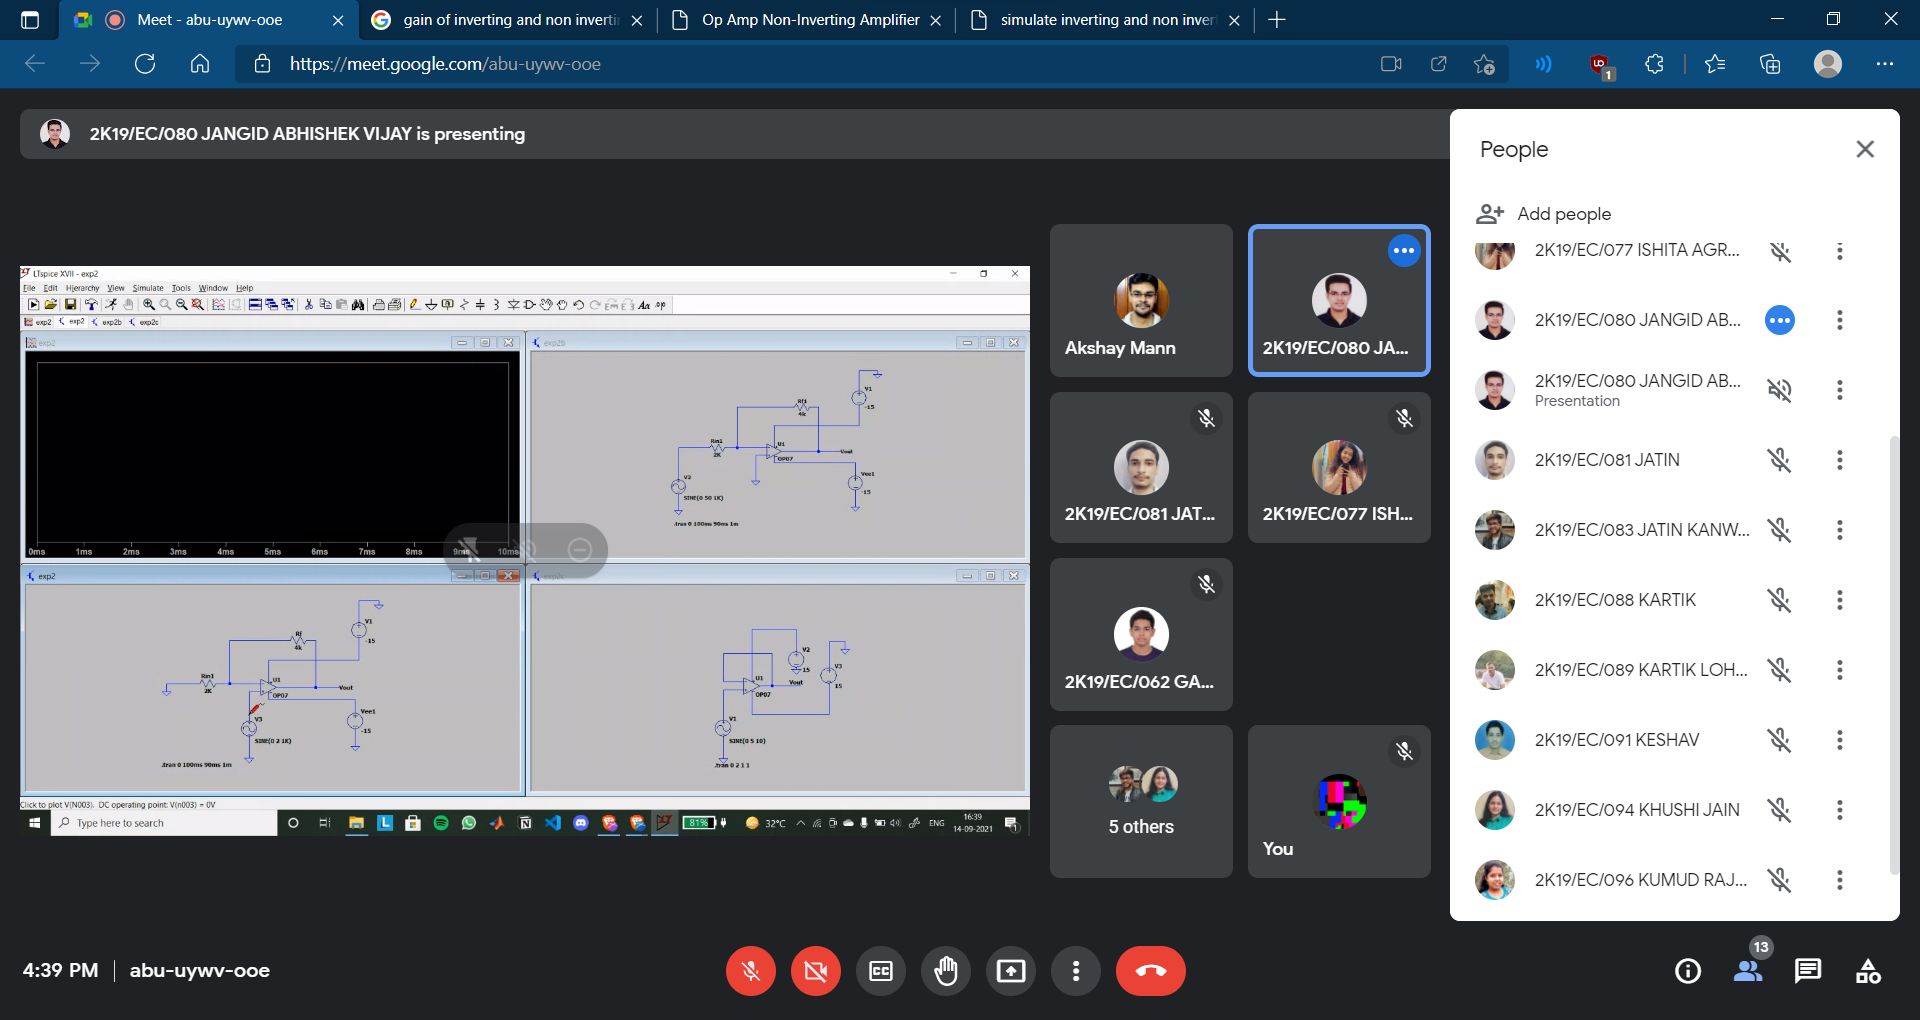 Meet - abu-uywv-ooe
gain of inverting and non inverti
Op Amp Non-Inverting Amplifier
simulate inverting and non inver
https://meet.google.com/abu-uywv-ooe
1
2K19/EC/080 JANGID ABHISHEK VIJAY is presenting
LTspice XVII - exp2
File Edit Hierarchy View Simulate Tools Window Help
exp2 exp2 exp2b exp2c
exp2
0ms 1ms 2ms 3ms 4ms 5ms 6ms 7ms 8ms 9ms 10ms
exp2b
V1
-15
Rf1
4k
Rin1
2K
U1
OP07
Vout
Vee1
-15
V3
SINE(0 50 1K)
.tran 0 100ms 90ms 1m
exp2
V1
-15
Rf
4k
Rin1
2K
U1
OP07
Vout
Vee1
-15
V3
SINE(0 2 1K)
.tran 0 100ms 90ms 1m
exp2c
V2
15
V3
15
U1
OP07
Vout
V1
SINE(0 5 10)
.tran 0 2 1 1
Click to plot V(N003). DC operating point: V(n003) = 0V
Type here to search
81%
32°C
ENG
16:39
14-09-2021
Akshay Mann
2K19/EC/080 JA...
2K19/EC/081 JAT...
2K19/EC/077 ISH...
2K19/EC/062 GA...
5 others
You
People
Add people
2K19/EC/077 ISHITA AGR...
2K19/EC/080 JANGID AB...
2K19/EC/080 JANGID AB...
Presentation
2K19/EC/081 JATIN
2K19/EC/083 JATIN KANW...
2K19/EC/088 KARTIK
2K19/EC/089 KARTIK LOH...
2K19/EC/091 KESHAV
2K19/EC/094 KHUSHI JAIN
2K19/EC/096 KUMUD RAJ...
4:39 PM
abu-uywv-ooe
CC
13